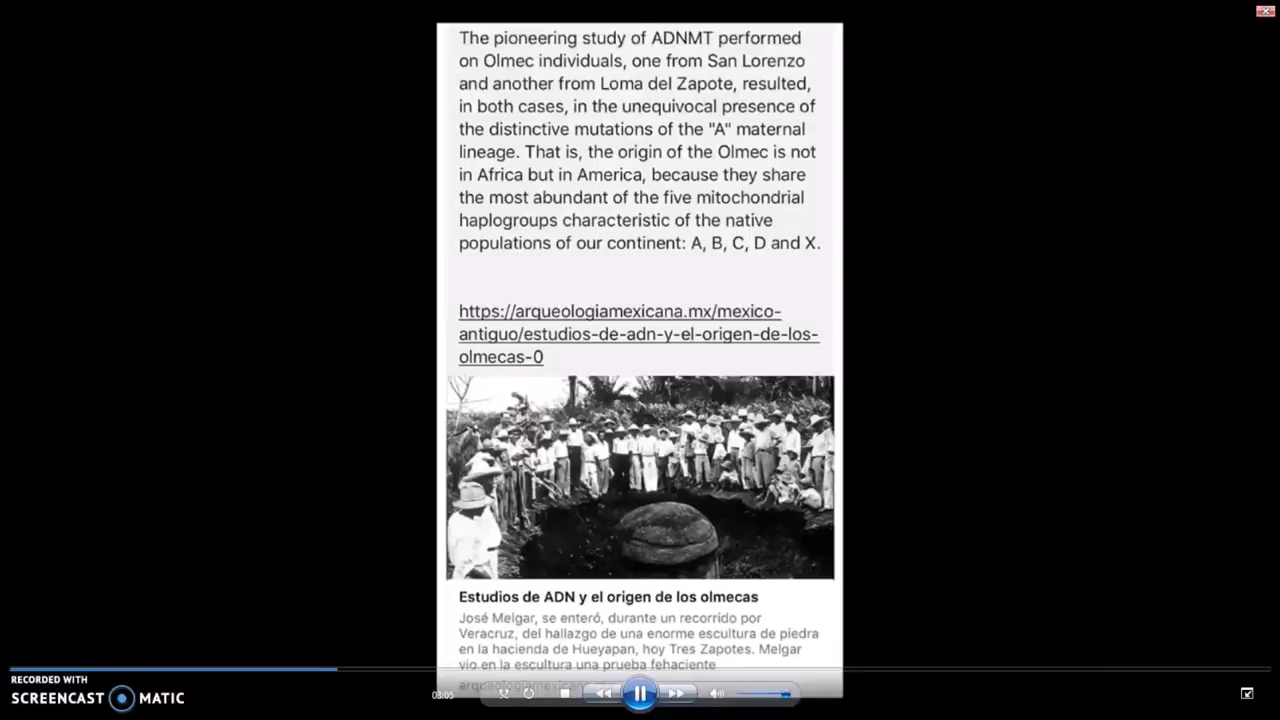 The pioneering study of ADNMT performed
on Olmec individuals, one from San Lorenzo
and another from Loma del Zapote, resulted,
in both cases, in the unequivocal presence of
the distinctive mutations of the "A" maternal
lineage. That is, the origin of the Olmec is not
in Africa but in America, because they share
the most abundant of the five mitochondrial
haplogroups characteristic of the native
populations of our continent: A, B, C, D and X.
https://arqueologiamexicana.mx/mexico-
antiguo/estudios-de-adn-y-el-origen-de-los-
olmecas-0
Estudios de ADN y el origen de los olmecas
José Melgar, se enteró, durante un recorrido por
Veracruz, del hallazgo de una enorme escultura de piedra
en la hacienda de Hueyapan, hoy Tres Zapotes. Melgar
vio en la escultura una prueba fehaciente
RECORDED WITH
SCREENCAST MATIC
03:05